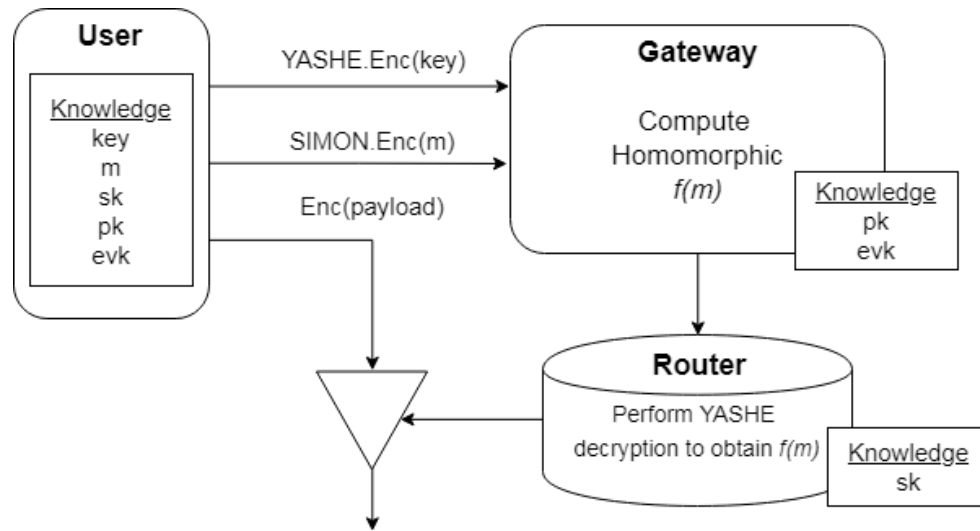 User
Knowledge
key
m
sk
pk
evk
YASHE.Enc(key)
SIMON.Enc(m)
Enc(payload)
Gateway
Compute
Homomorphic
f(m)
Knowledge
pk
evk
Router
Perform YASHE
decryption to obtain f(m)
Knowledge
sk